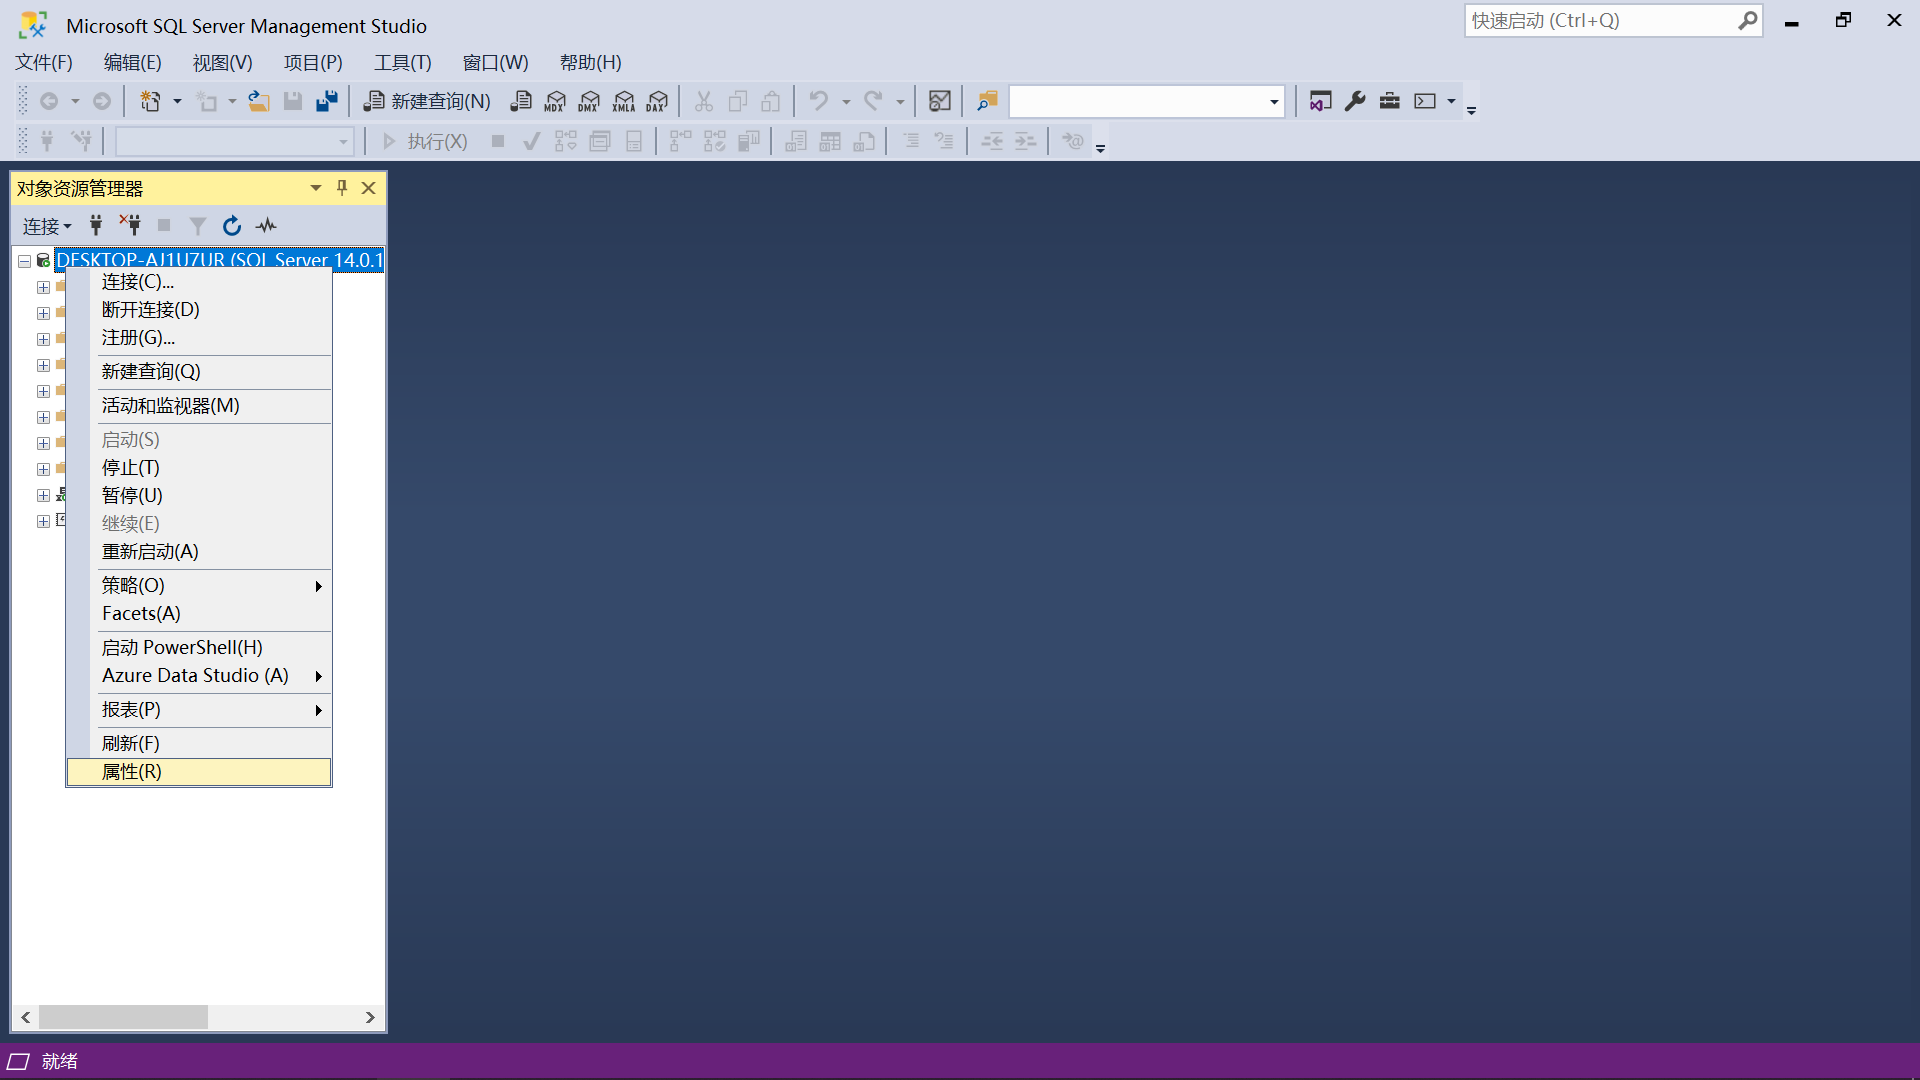 Microsoft SQL Server Management Studio
快速启动 (Ctrl+Q)
文件(F) 编辑(E) 视图(V) 项目(P) 工具(T) 窗口(W) 帮助(H)
新建查询(N) MDX DMX XMLA DAX
执行(X)
对象资源管理器
连接
DESKTOP-AJ1U7UR (SQL Server 14.0.1
连接(C)...
断开连接(D)
注册(G)...
新建查询(Q)
活动和监视器(M)
启动(S)
停止(T)
暂停(U)
继续(E)
重新启动(A)
策略(O)
Facets(A)
启动 PowerShell(H)
Azure Data Studio (A)
报表(P)
刷新(F)
属性(R)
就绪